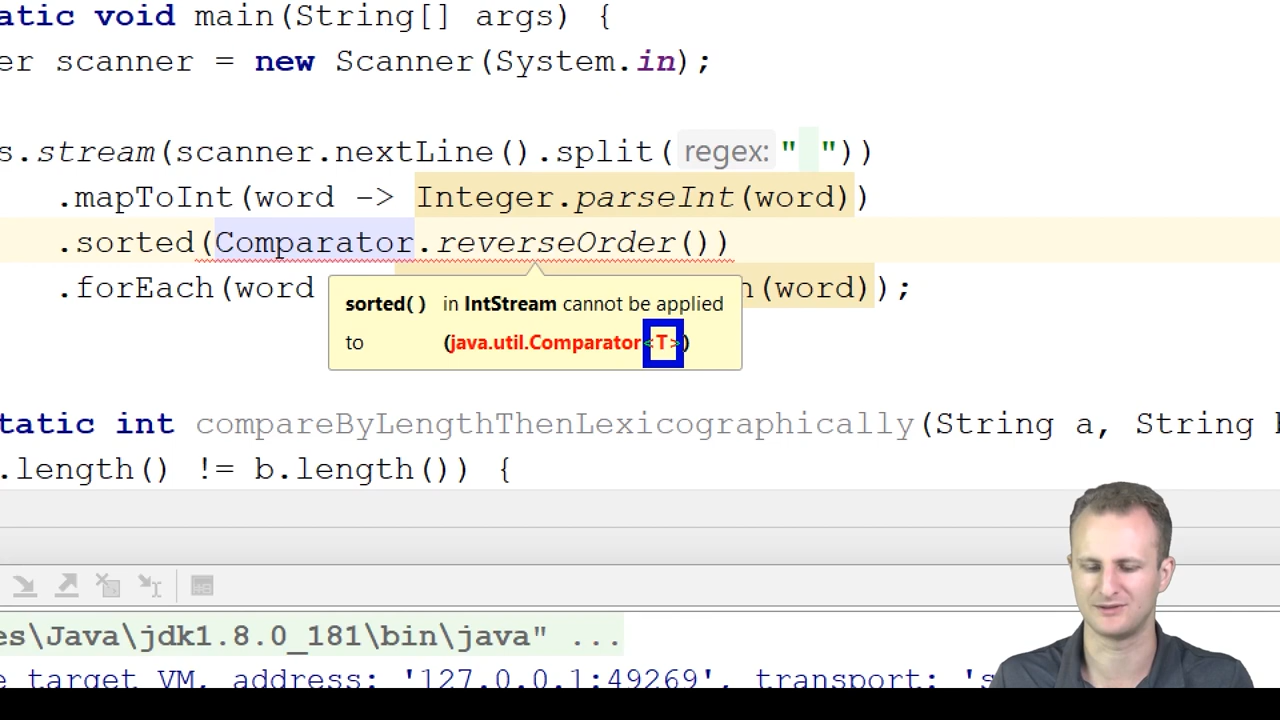 atic void main(String[] args) {
er scanner = new Scanner(System.in);
s.stream(scanner.nextLine().split( regex: " "))
.mapToInt(word -> Integer.parseInt(word))
.sorted(Comparator.reverseOrder())
.forEach(word n(word));
sorted( ) in IntStream cannot be applied
to (java.util.Comparator<T>)
tatic int compareByLengthThenLexicographically(String a, String b
.length() != b.length()) {
es\Java\jdk1.8.0_181\bin\java" ...
e target VM, address: '127.0.0.1:49269', transport: 's